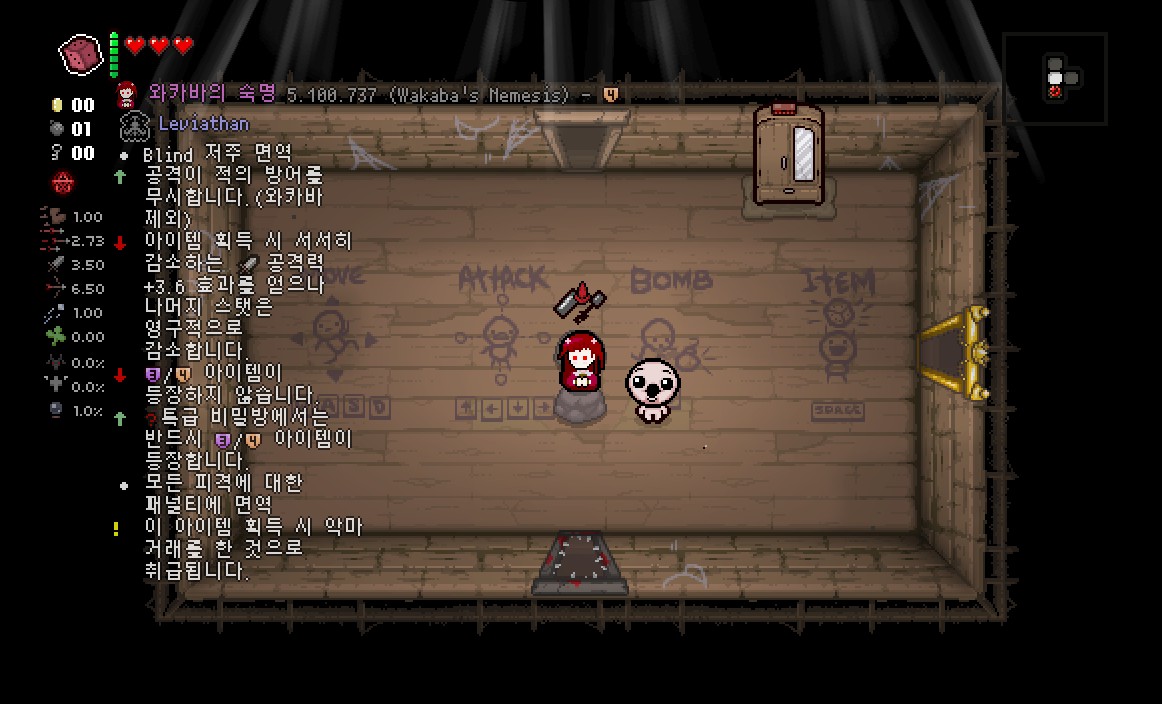 와카바의 숙명 5.100.737 (Wakaba's Nemesis) - 4
00
Leviathan
01
00
Blind 저주 면역
공격이 적의 방어를
무시합니다.(와카바
제외)
아이템 획득 시 서서히
감소하는 공격력
+3.6 효과를 얻으나
나머지 스탯은
영구적으로
감소합니다.
3/4 아이템이
등장하지 않습니다.
?특급 비밀방에서는
반드시 3/4 아이템이
등장합니다.
모든 피격에 대한
패널티에 면역
! 이 아이템 획득 시 악마
거래를 한 것으로
취급됩니다.
1.00
2.73
3.50
6.50
1.00
0.00
0.0%
0.0%
1.0%
OVE
ATTACK
BOMB
ITEM
A S D
SPACE